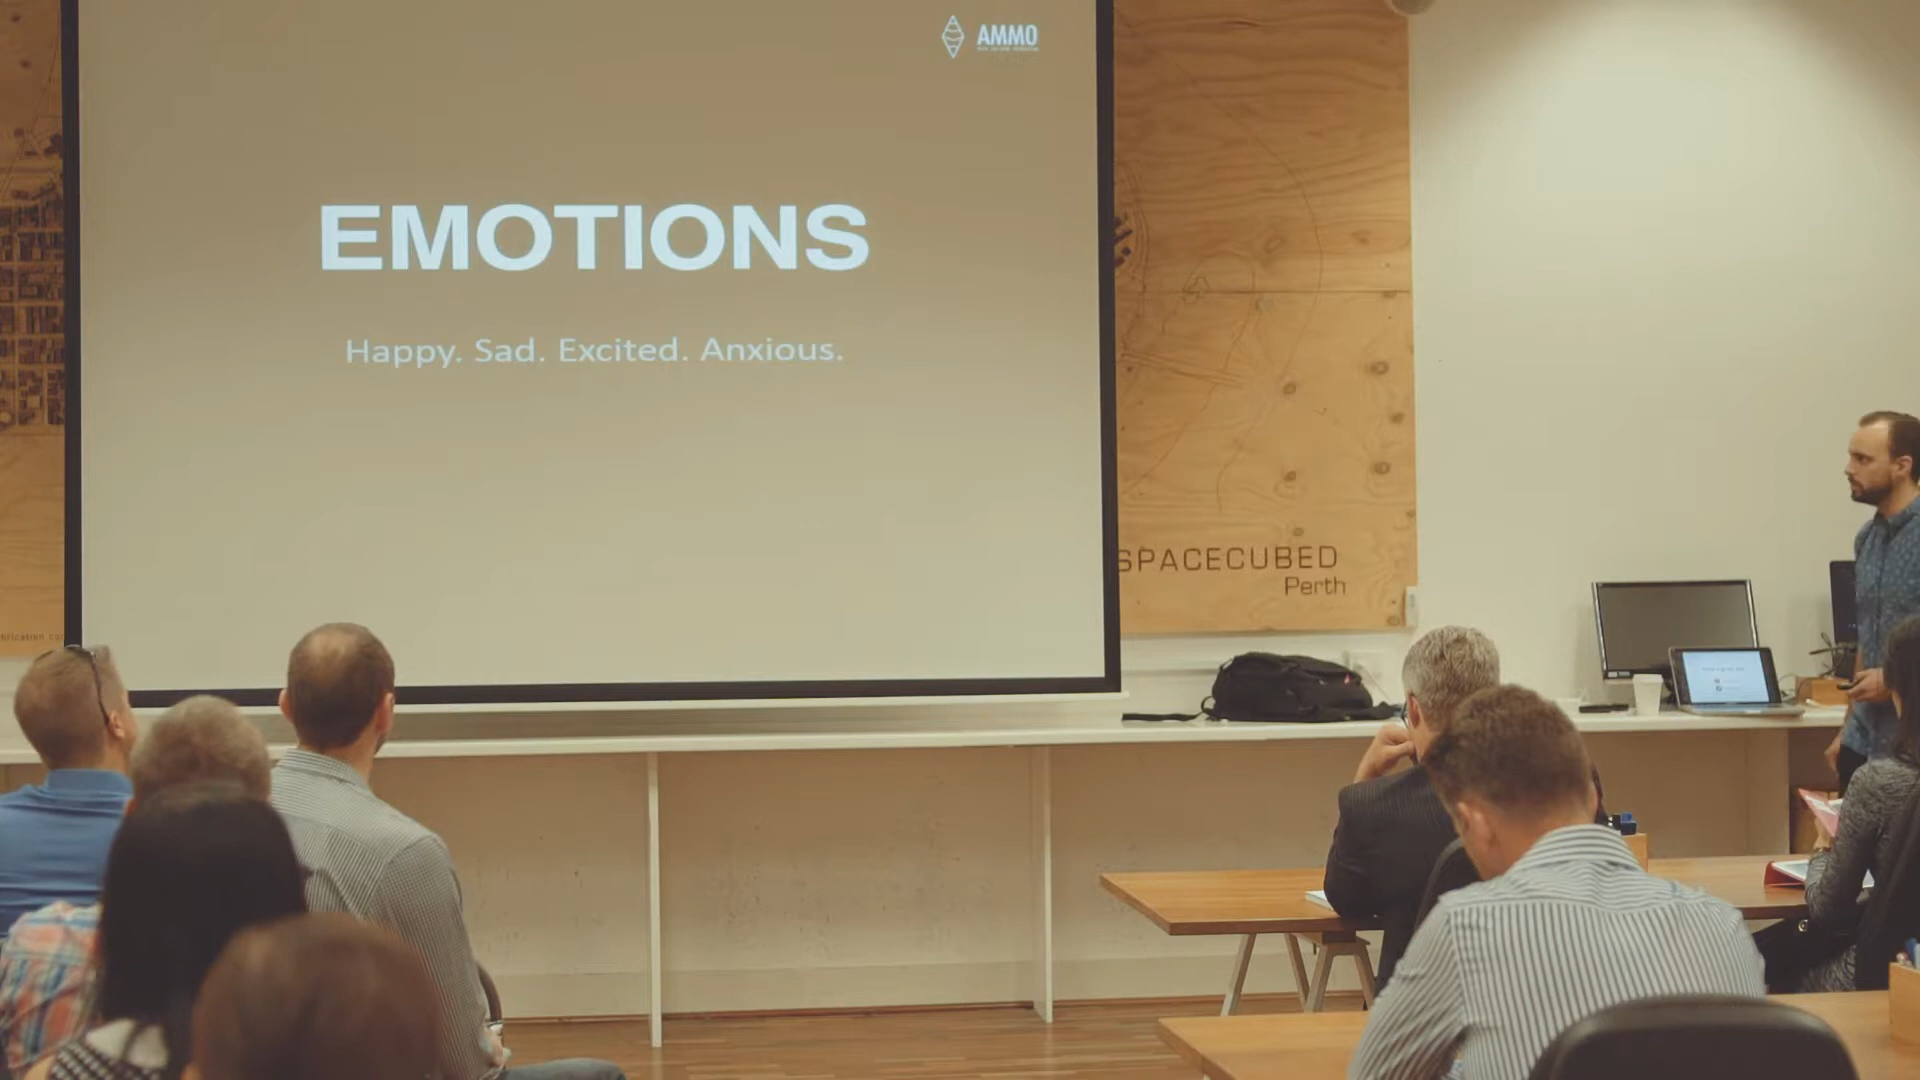 AMMO
EMOTIONS
Happy. Sad. Excited. Anxious.
SPACECUBED
Perth